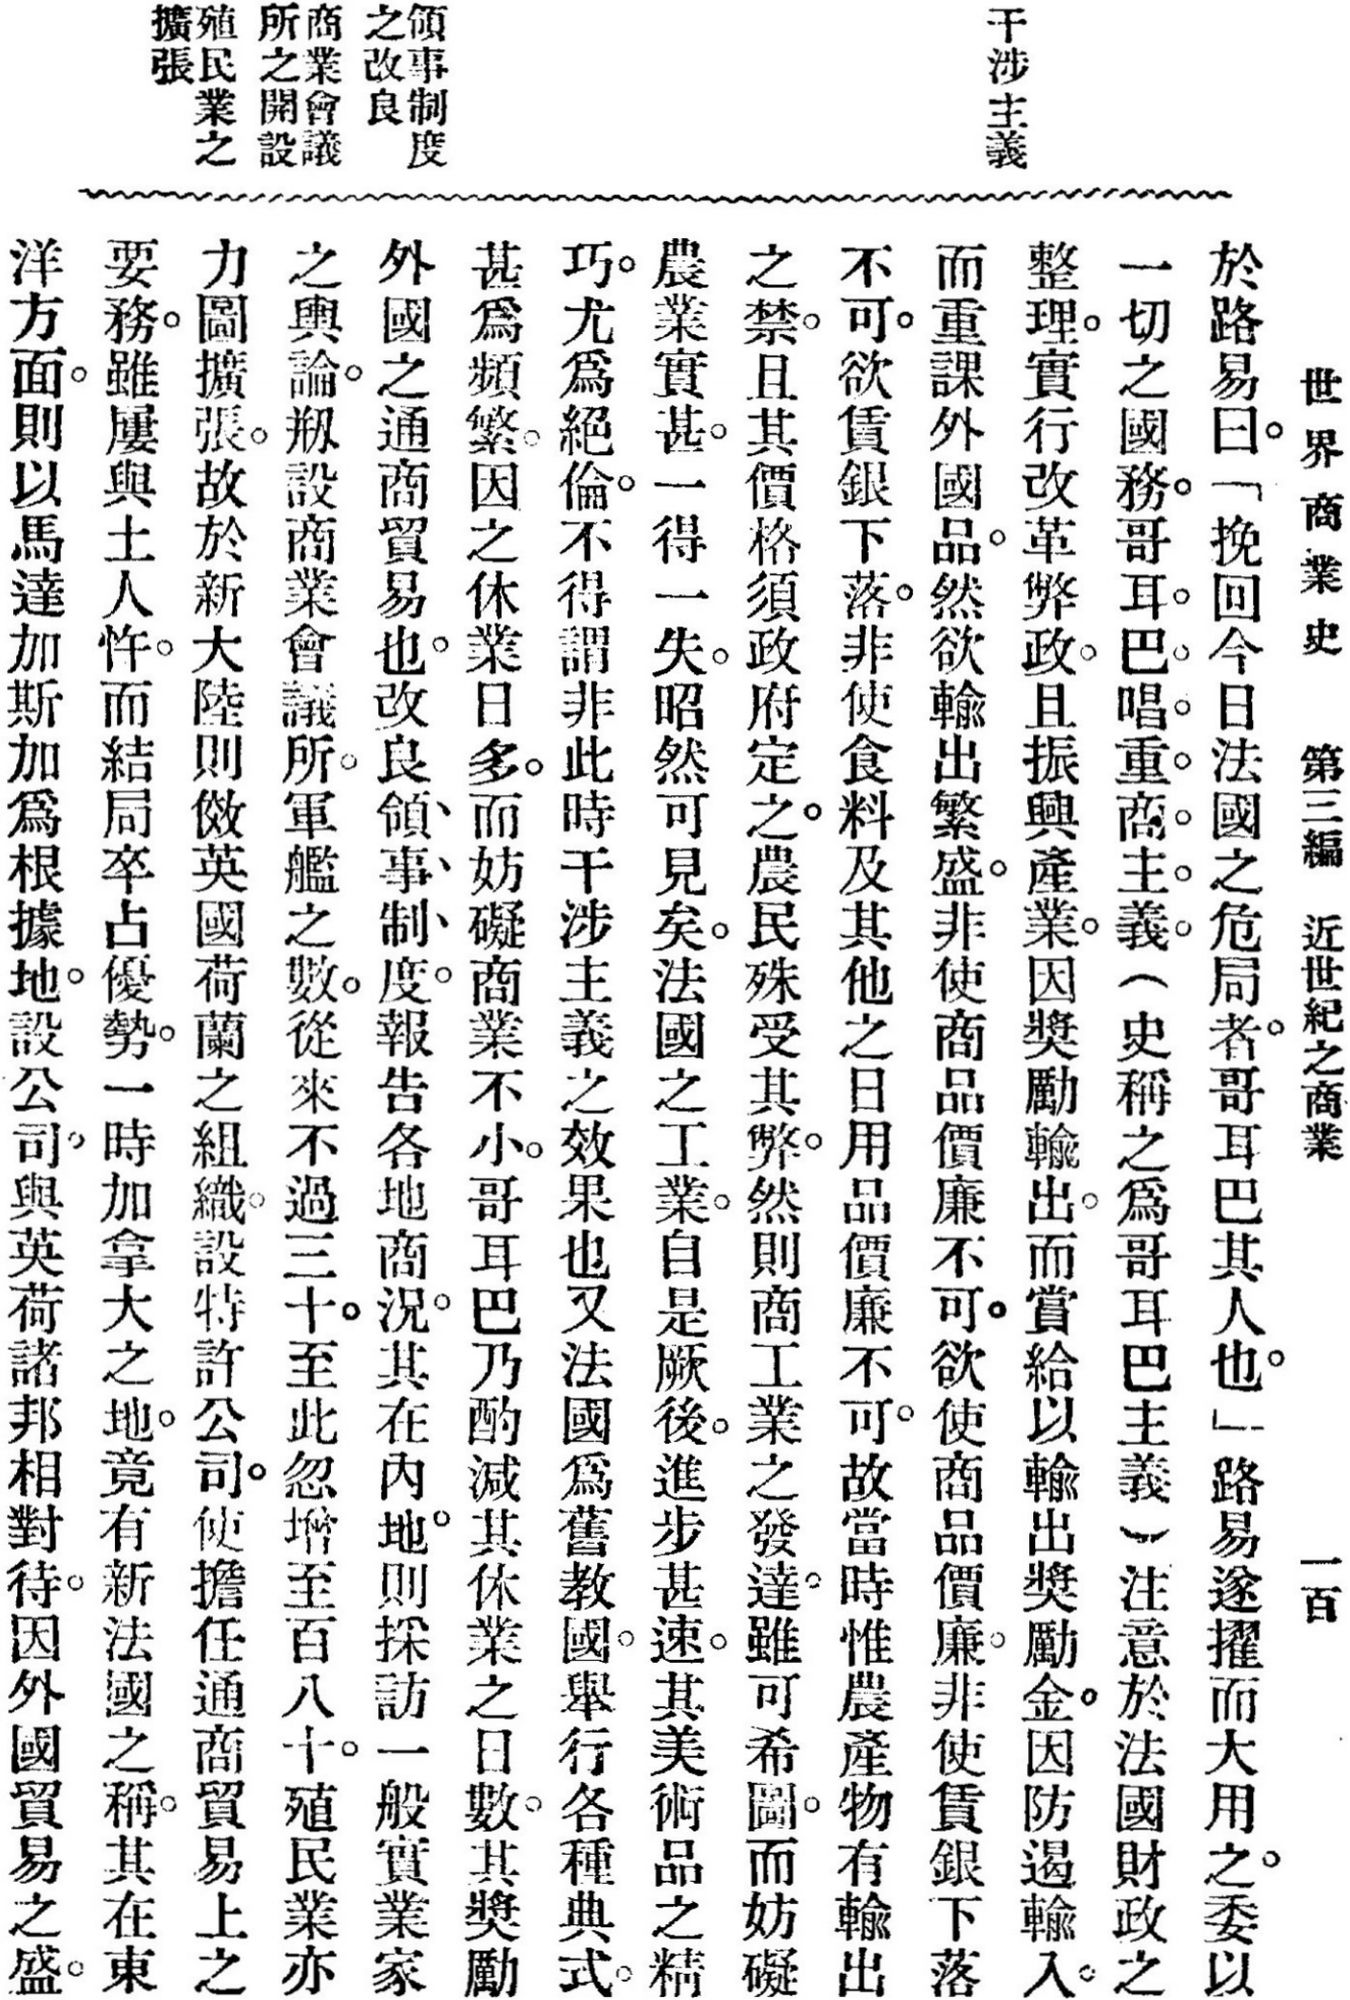 世界商業史　第三編　近世紀之商業　一百
干涉主義
領事制度
之改良
商業會議
所之開設
殖民業之
擴張
於路易曰。「挽回今日法國之危局者。哥耳巴其人也。」路易遂擢而大用之。委以
一切之國務。哥耳巴唱重商主義。（史稱之爲哥耳巴主義）注意於法國財政之
整理。實行改革弊政。且振興產業。因奬勵輸出。而賞給以輸出奬勵金。因防遏輸入。
而重課外國品。然欲輸出繁盛。非使商品價廉不可。欲使商品價廉。非使賃銀下落
不可。欲賃銀下落。非使食料及其他之日用品價廉不可。故當時惟農產物有輸出
之禁。且其價格須政府定之。農民殊受其弊。然則商工業之發達。雖可希圖。而妨礙
農業實甚。一得一失。昭然可見矣。法國之工業。自是厥後。進步甚速。其美術品之精
巧。尤爲絕倫。不得謂非此時干涉主義之效果也又法國爲舊教國。舉行各種典式。
甚爲頻繁。因之休業日多。而妨礙商業不小。哥耳巴乃酌減其休業之日數。其奬勵
外國之通商貿易也。改良領、事、制、度。報告各地商況。其在內地。則採訪一般實業家
之輿論。剏設商業會議所。軍艦之數。從來不過三十。至此忽增至百八十。殖民業亦
力圖擴張。故於新大陸則傚英國荷蘭之組織。設特許公司。使擔任通商貿易上之
要務。雖屢與土人忤。而結局卒占優勢。一時加拿大之地。竟有新法國之稱。其在東
洋方面。則以馬達加斯加爲根據地。設公司。與英荷諸邦相對待。因外國貿易之盛。